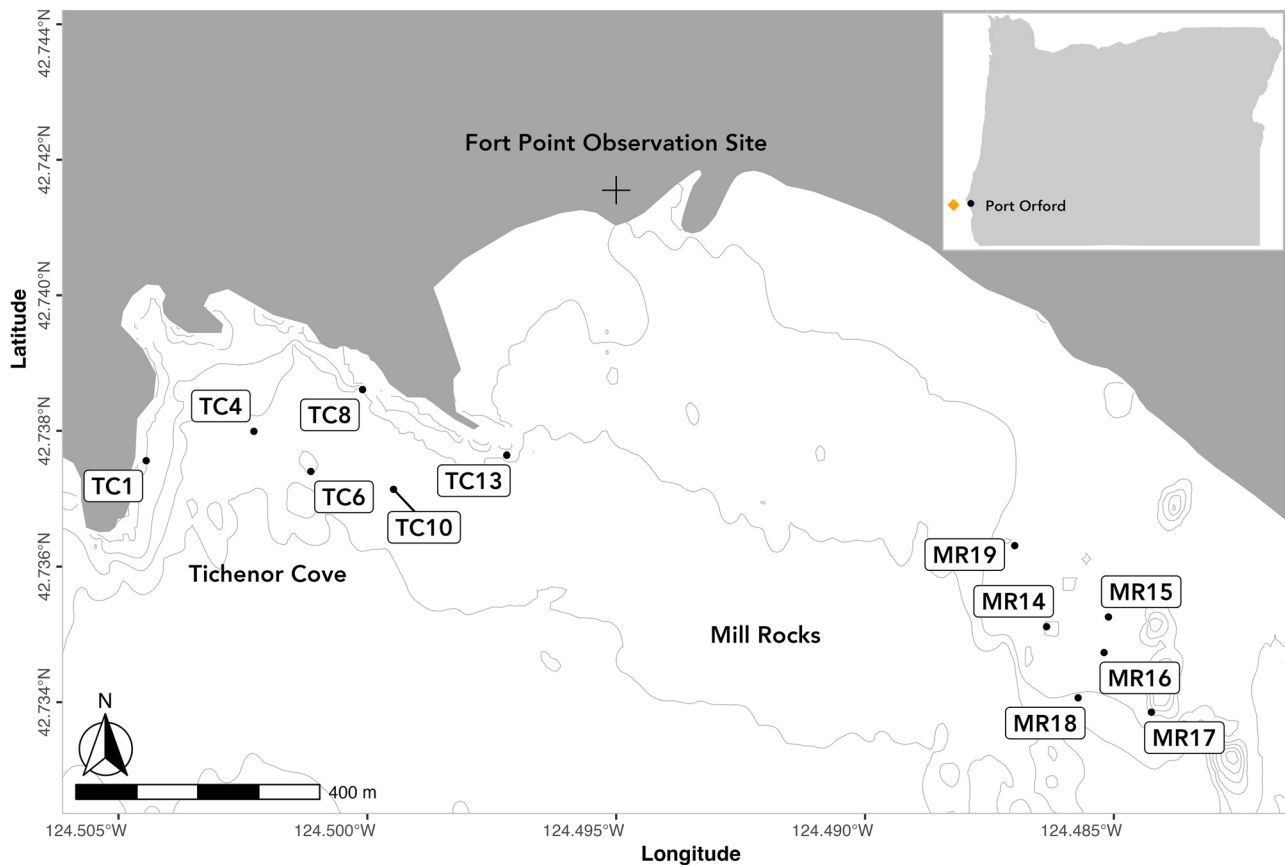 42.744°N
Fort Point Observation Site
42.742°N
Port Orford
42.740°N
Latitude
42.738°N
TC4
TC8
TC1
TC6
TC13
TC10
42.736°N
MR19
Tichenor Cove
MR14
MR15
Mill Rocks
MR16
42.734°N
MR18
MR17
N
400 m
124.505°W
124.500°W
124.495°W
124.490°W
124.485°W
Longitude